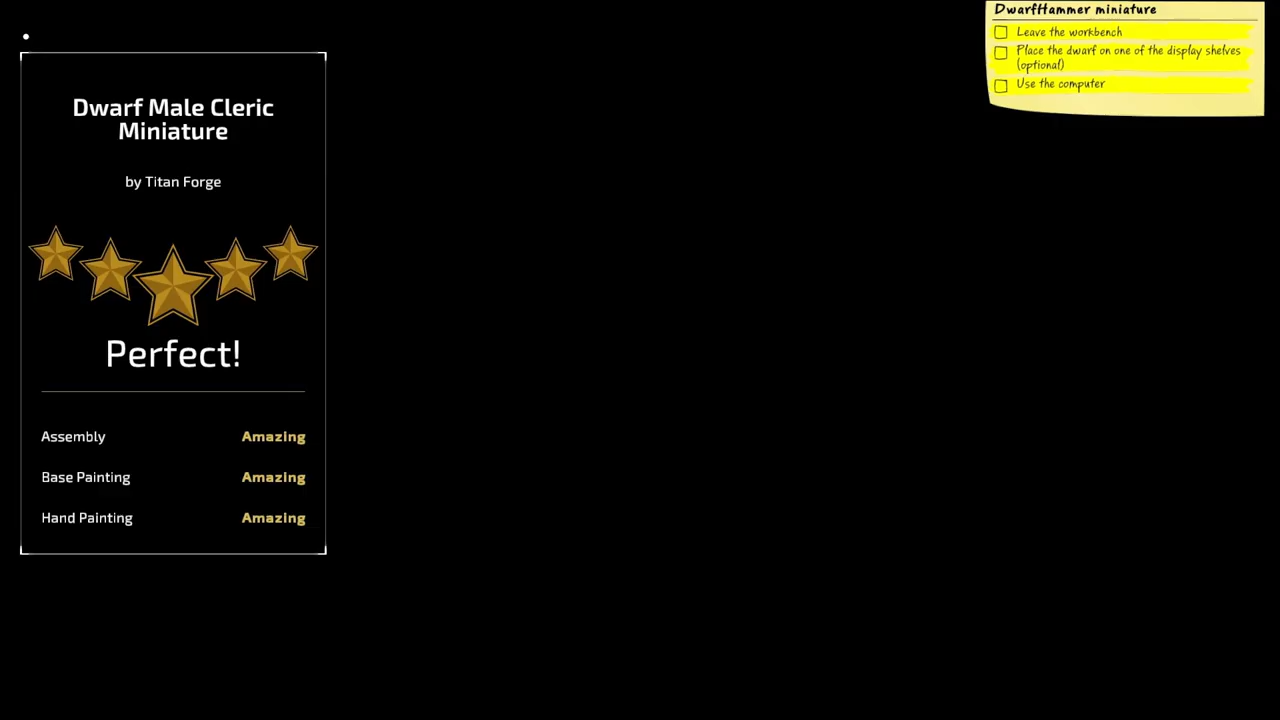 DwarfHammer miniature
Leave the workbench
Place the dwarf on one of the display shelves
(optional)
Use the computer
Dwarf Male Cleric
Miniature
by Titan Forge
Perfect!
Assembly Amazing
Base Painting Amazing
Hand Painting Amazing